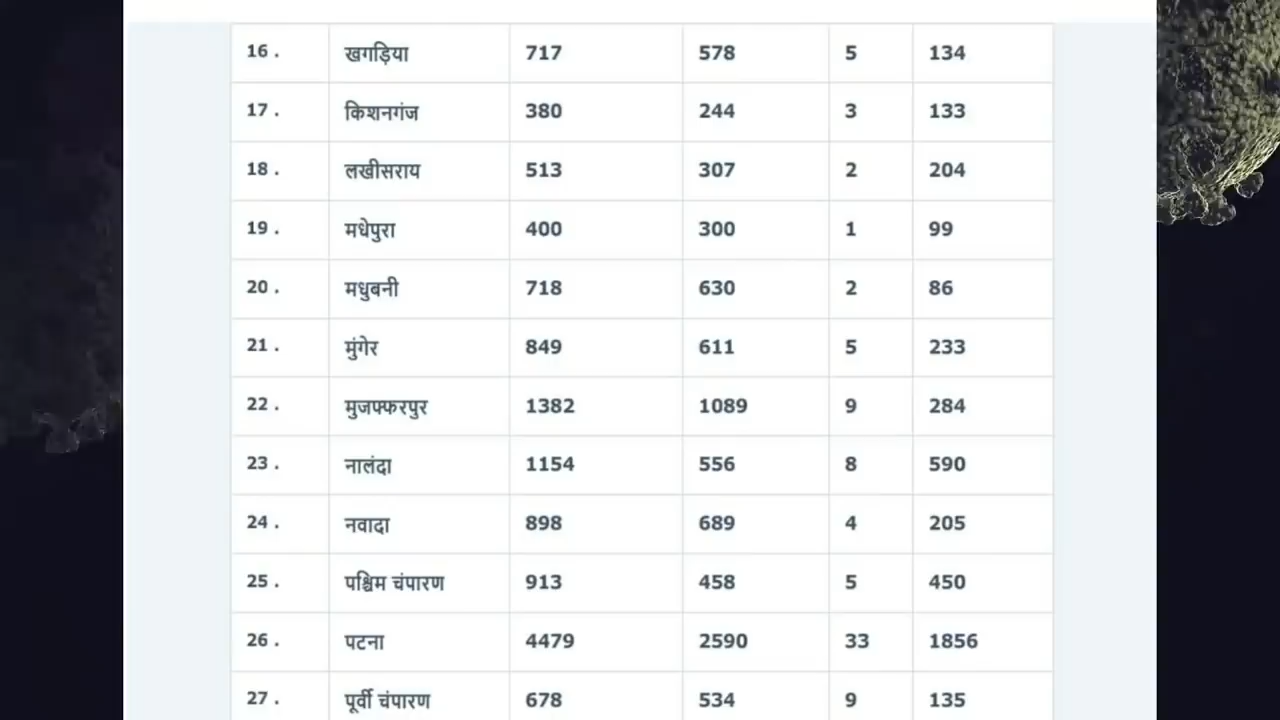 16 . खगड़िया 717 578 5 134
17 . किशनगंज 380 244 3 133
18 . लखीसराय 513 307 2 204
19 . मधेपुरा 400 300 1 99
20 . मधुबनी 718 630 2 86
21 . मुंगेर 849 611 5 233
22 . मुजफ्फरपुर 1382 1089 9 284
23 . नालंदा 1154 556 8 590
24 . नवादा 898 689 4 205
25 . पश्चिम चंपारण 913 458 5 450
26 . पटना 4479 2590 33 1856
27 . पूर्वी चंपारण 678 534 9 135